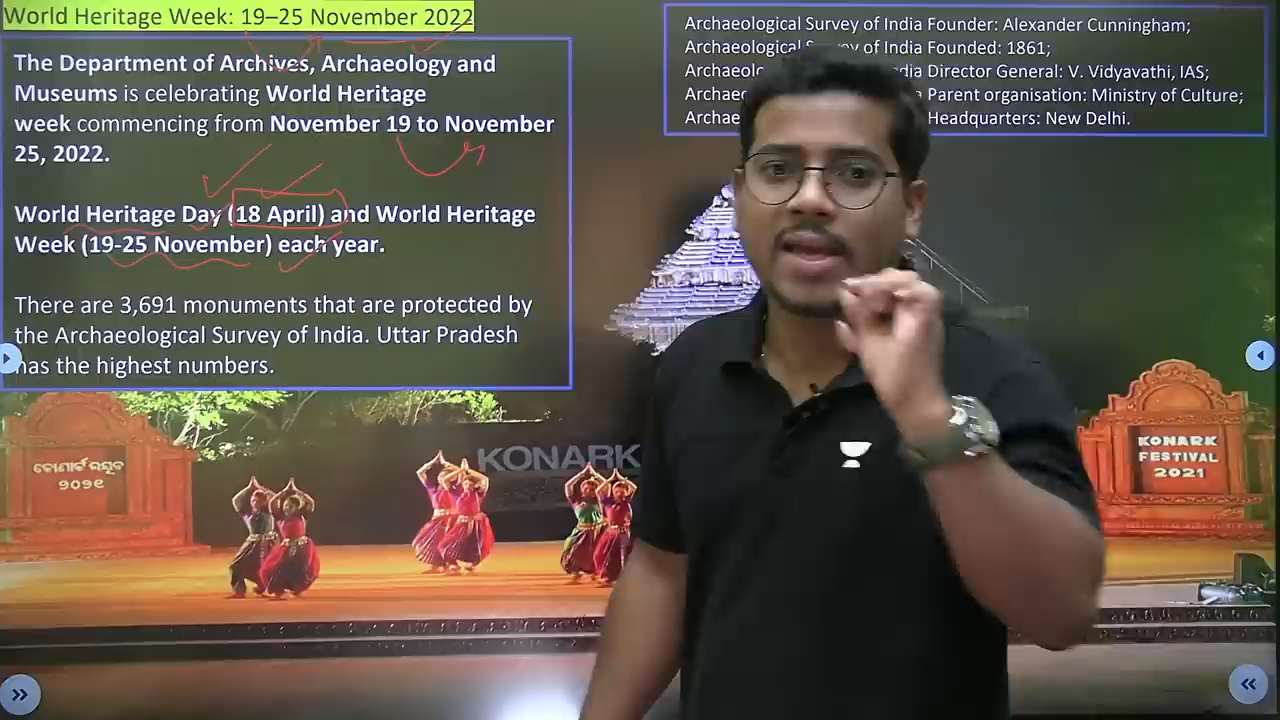 World Heritage Week: 19–25 November 2022
The Department of Archives, Archaeology and
Museums is celebrating World Heritage
week commencing from November 19 to November
25, 2022.
World Heritage Day (18 April) and World Heritage
Week (19-25 November) each year.
There are 3,691 monuments that are protected by
the Archaeological Survey of India. Uttar Pradesh
has the highest numbers.
Archaeological Survey of India Founder: Alexander Cunningham;
Archaeological of India Founded: 1861;
Director General: V. Vidyavathi, IAS;
Parent organisation: Ministry of Culture;
Headquarters: New Delhi.
KONARK
କୋଣାର୍କ ଉତ୍ସବ
୨୦୨୧
KONARK
FESTIVAL
2021